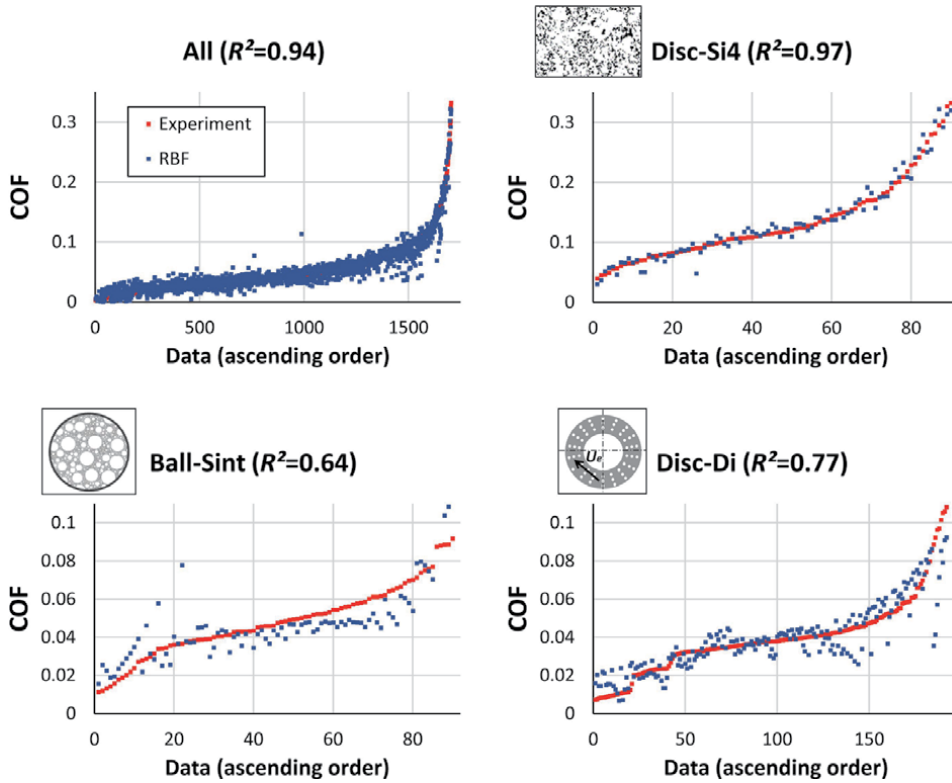 All (R²=0.94)
Experiment
RBF
COF
0.3
0.2
0.1
0
0
500
1000
1500
Data (ascending order)
Disc-Si4 (R²=0.97)
COF
0.3
0.2
0.1
0
0
20
40
60
80
Data (ascending order)
Ball-Sint (R²=0.64)
COF
0.1
0.08
0.06
0.04
0.02
0
0
20
40
60
80
Data (ascending order)
Ue
Disc-Di (R²=0.77)
COF
0.1
0.08
0.06
0.04
0.02
0
0
50
100
150
Data (ascending order)